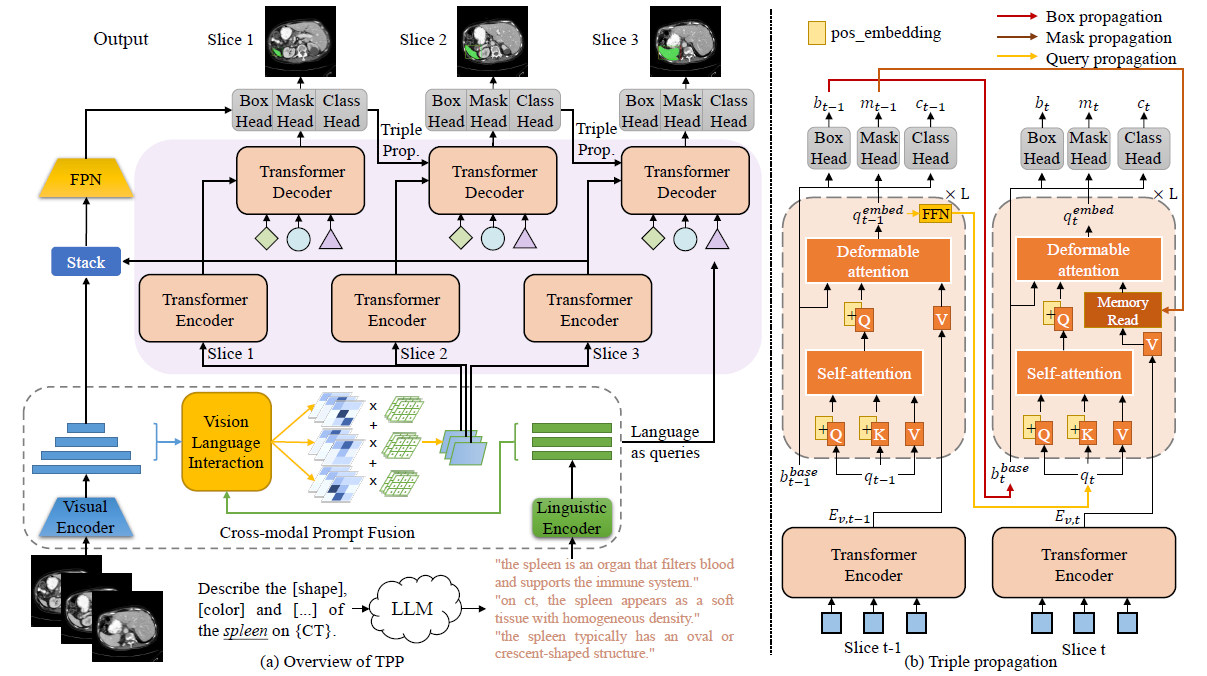 Output
Slice 1
Slice 2
Slice 3
Box Head
Mask Head
Class Head
Box Head
Mask Head
Class Head
Box Head
Mask Head
Class Head
Triple Prop.
Triple Prop.
FPN
Transformer Decoder
Transformer Decoder
Transformer Decoder
Stack
Transformer Encoder
Transformer Encoder
Transformer Encoder
Slice 1
Slice 2
Slice 3
Vision Language Interaction
x
+
x
+
x
Language as queries
Visual Encoder
Linguistic Encoder
Cross-modal Prompt Fusion
Describe the [shape],
[color] and [...] of
the spleen on {CT}.
LLM
"the spleen is an organ that filters blood
and supports the immune system."
"on ct, the spleen appears as a soft
tissue with homogeneous density.
"the spleen typically has an oval or
crescent-shaped structure."
(a) Overview of TPP
pos_embedding
Box propagation
Mask propagation
Query propagation
b_{t-1}
m_{t-1}
c_{t-1}
Box Head
Mask Head
Class Head
× L
q_{t-1}^{embed}
FFN
Deformable attention
+
Q
V
Self-attention
+
Q
+
K
V
b_{t-1}^{base}
q_{t-1}
E_{v,t-1}
Transformer Encoder
Slice t-1
b_t
m_t
c_t
Box Head
Mask Head
Class Head
× L
q_t^{embed}
Deformable attention
+
Q
Memory Read
V
Self-attention
+
Q
+
K
V
b_t^{base}
q_t
E_{v,t}
Transformer Encoder
Slice t
(b) Triple propagation